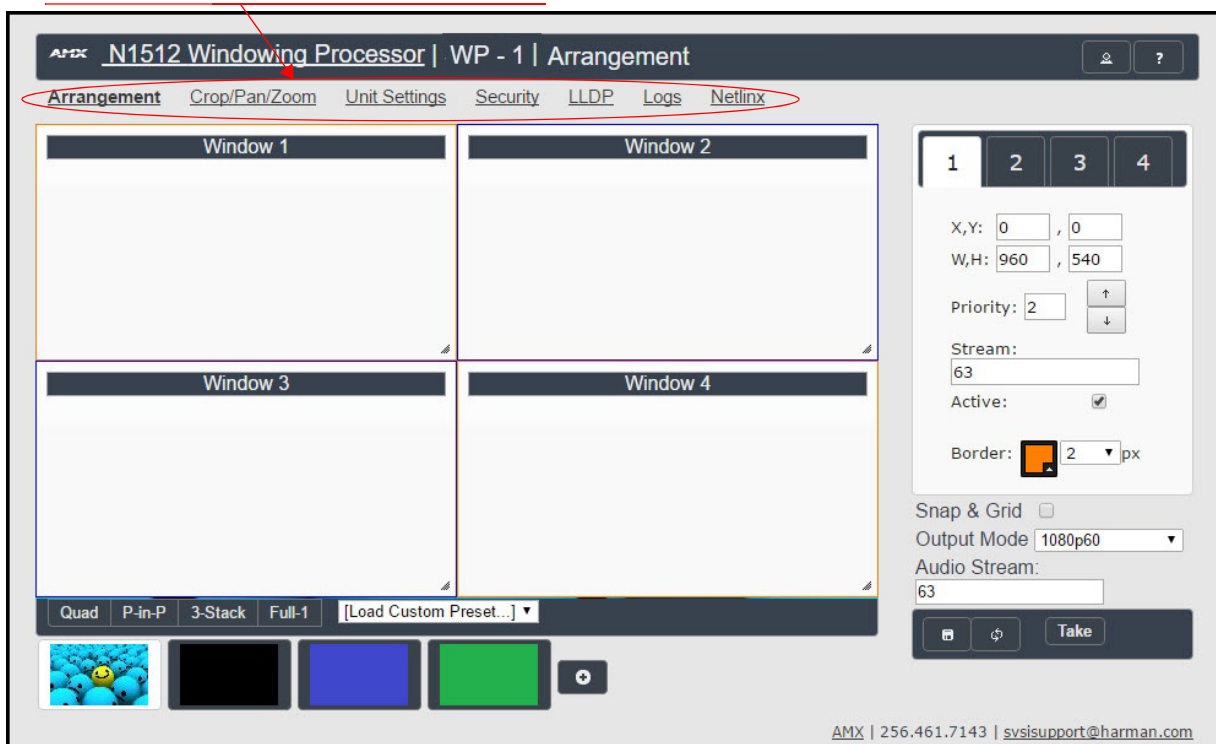 AMX N1512 Windowing Processor | WP - 1 | Arrangement
?
Arrangement Crop/Pan/Zoom Unit Settings Security LLDP Logs Netlinx
Window 1
Window 2
Window 3
Window 4
Quad P-in-P 3-Stack Full-1 [Load Custom Preset...]
1 2 3 4
X,Y: 0 , 0
W,H: 960 , 540
Priority: 2
Stream:
63
Active:
Border: 2 px
Snap & Grid
Output Mode 1080p60
Audio Stream:
63
Take
AMX | 256.461.7143 | svsisupport@harman.com